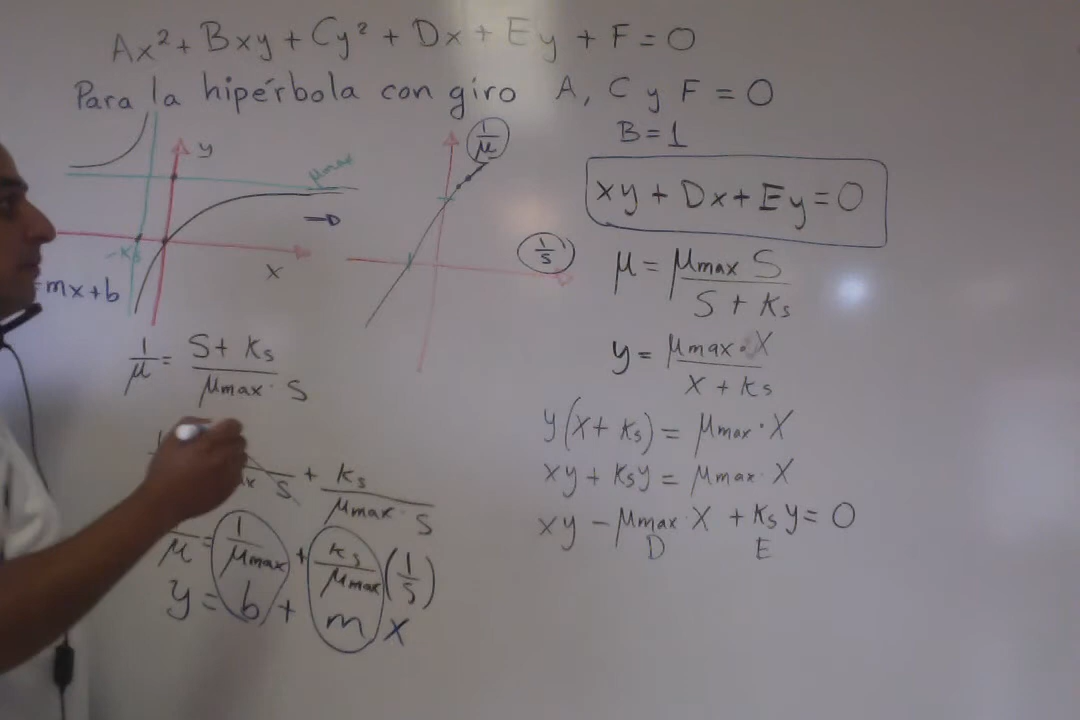 Ax² + Bxy + Cy² + Dx + Ey + F = 0
Para la hipérbola con giro A, C y F = 0
B = 1
xy + Dx + Ey = 0
y
μmax
-Ks
x
=mx+b
1/μ
1/s
1/μ = (S + Ks)/(μmax · S)
+ Ks/(μmax · S)
μ = 1/μmax + Ks/μmax (1/S)
y = b + m x
μ = μmax S/(S + Ks)
y = μmax · X/(X + Ks)
y(X + Ks) = μmax · X
xy + Ksy = μmax · X
xy - μmax · X + Ks y = 0
D E